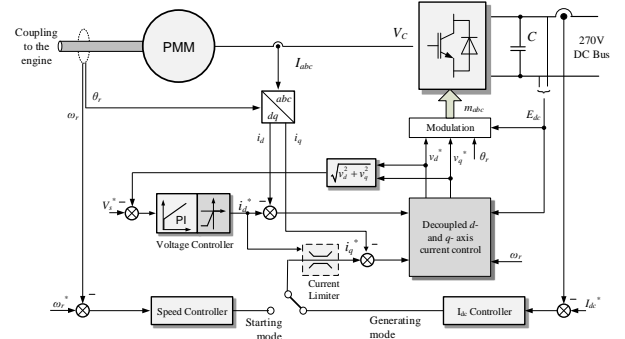 Coupling
to the
engine
PMM
V_C
C
270V
DC Bus
I_abc
θ_r
ω_r
abc
dq
m_abc
E_dc
Modulation
i_d
i_q
v_d*
v_q*
θ_r
√v_d² + v_q²
V_s*
−
PI
i_d*
−
Voltage Controller
Decoupled d-
and q- axis
current control
i_q*
−
ω_r
Current
Limiter
ω_r*
−
Speed Controller
Starting
mode
Generating
mode
I_dc Controller
−
I_dc*